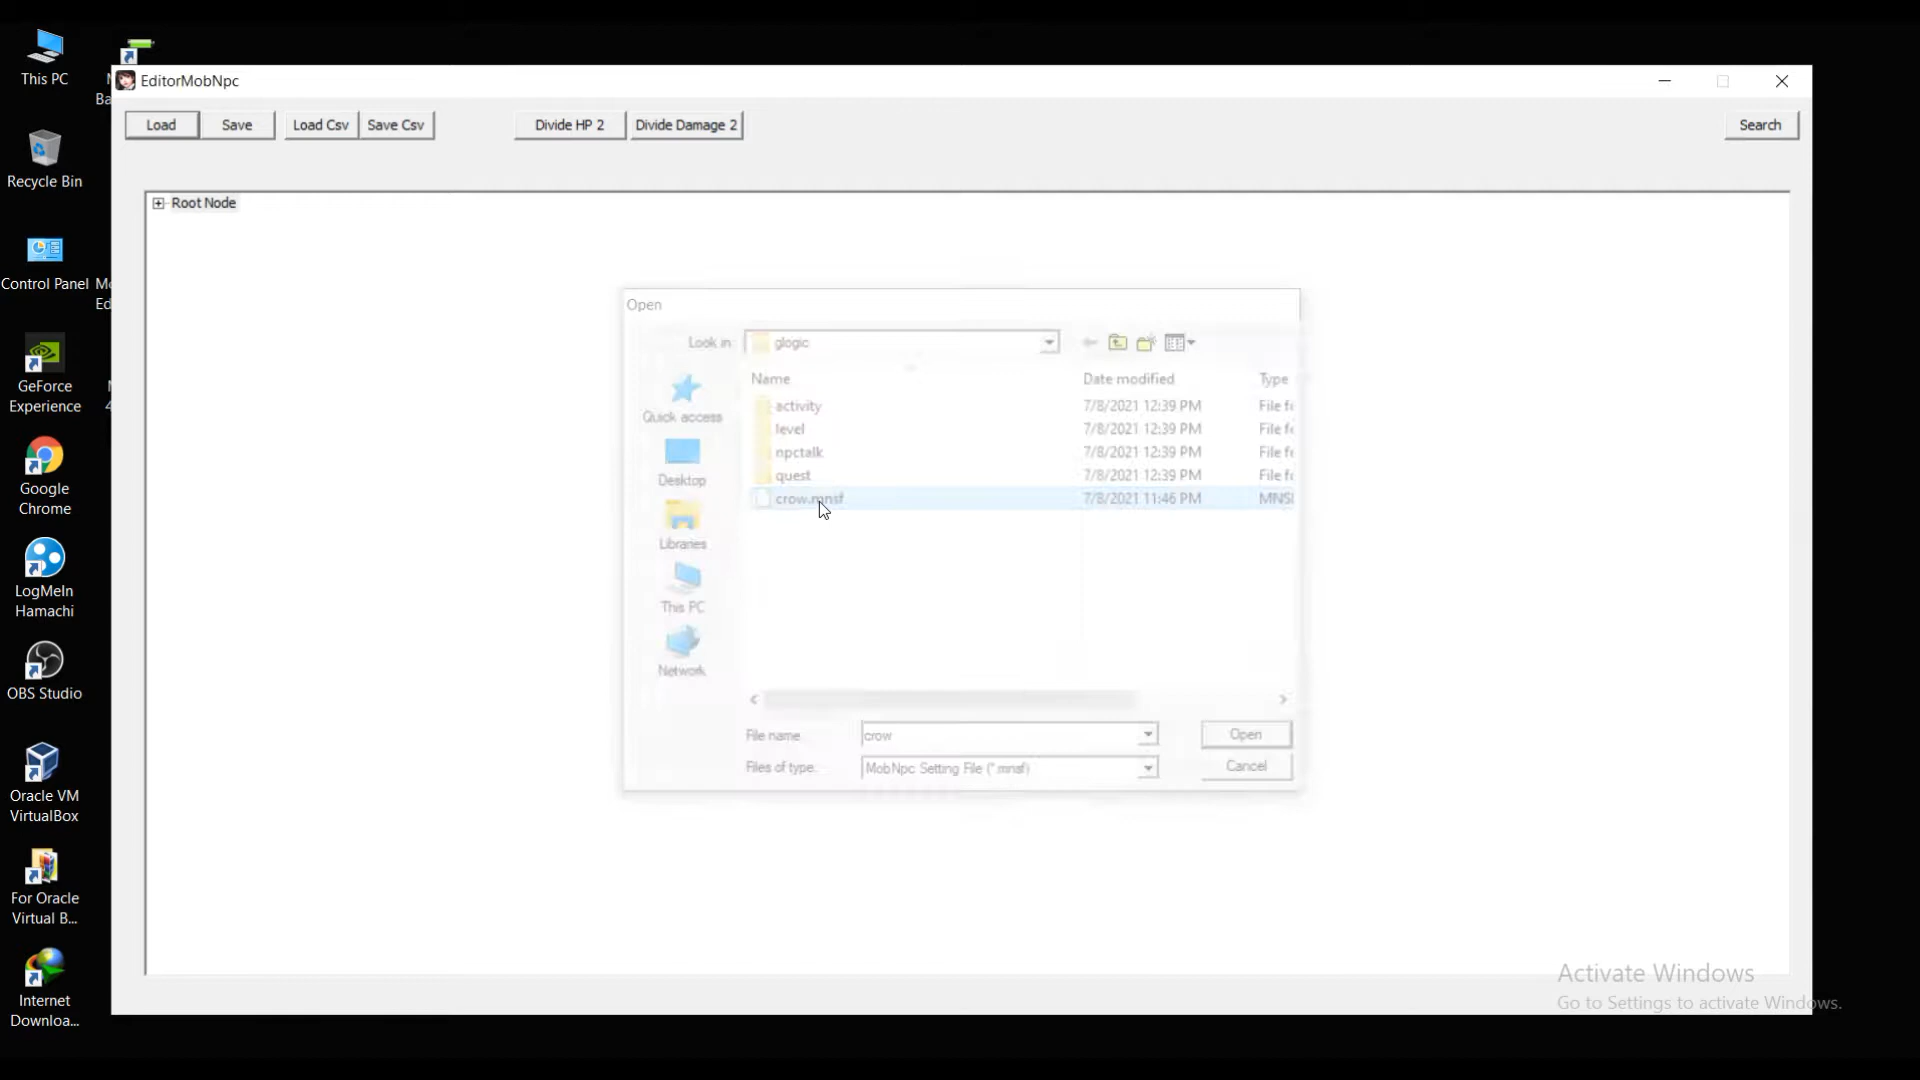 This PC
EditorMobNpc
Load
Save
Load Csv
Save Csv
Divide HP 2
Divide Damage 2
Search
Recycle Bin
Root Node
Control Panel
Open
Look in
glogic
Name
Date modified
Type
Quick access
activity
7/8/2021 12:39 PM
level
7/8/2021 12:39 PM
npctalk
7/8/2021 12:39 PM
quest
7/8/2021 12:39 PM
crow.mnsf
7/8/2021 11:46 PM
Desktop
Libraries
This PC
Network
GeForce
Experience
Google
Chrome
LogMeIn
Hamachi
OBS Studio
File name
crow
Open
Files of type:
MobNpc Setting File (*.mnsf)
Cancel
Oracle VM
VirtualBox
For Oracle
Virtual B...
Internet
Downloa...
Activate Windows
Go to Settings to activate Windows.